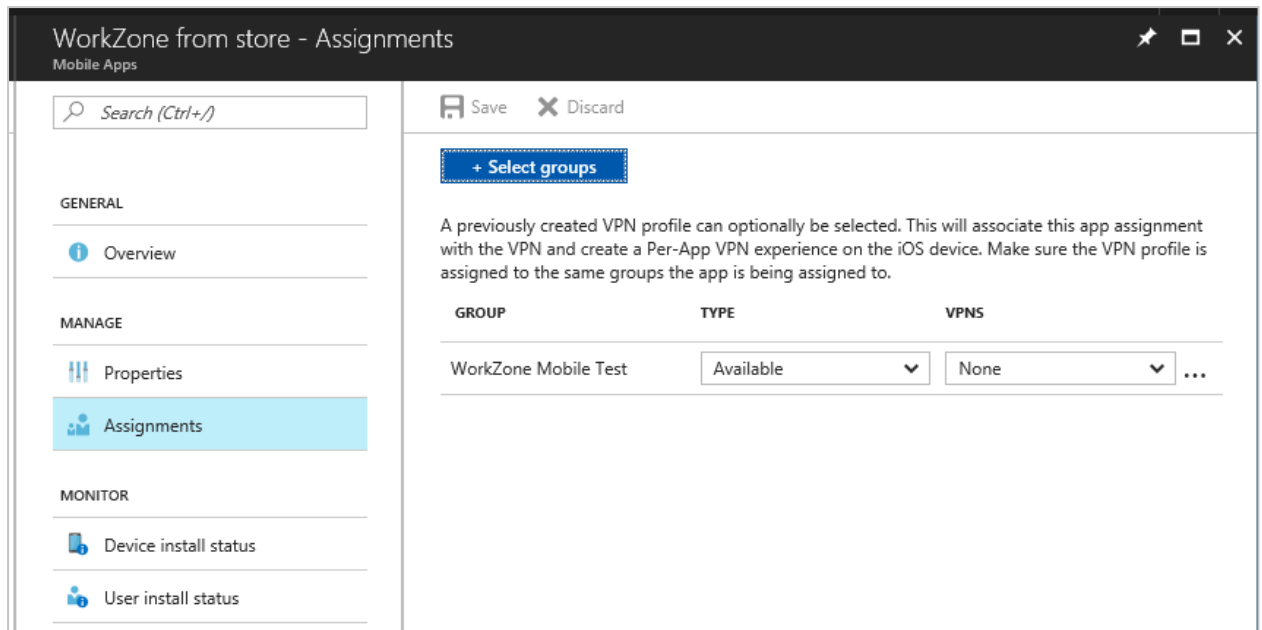 WorkZone from store - Assignments
Mobile Apps
Search (Ctrl+/)
GENERAL
Overview
MANAGE
Properties
Assignments
MONITOR
Device install status
User install status
Save Discard
+ Select groups
A previously created VPN profile can optionally be selected. This will associate this app assignment
with the VPN and create a Per-App VPN experience on the iOS device. Make sure the VPN profile is
assigned to the same groups the app is being assigned to.
GROUP TYPE VPNS
WorkZone Mobile Test Available None ...